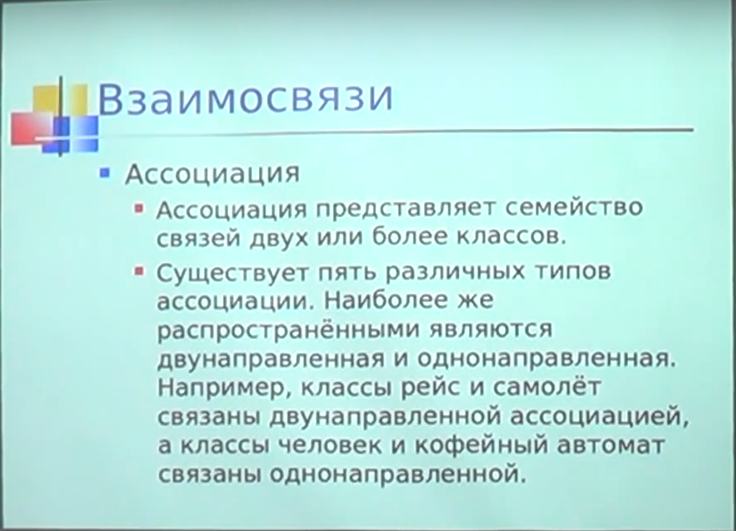 Взаимосвязи
Ассоциация
Ассоциация представляет семейство
связей двух или более классов.
Существует пять различных типов
ассоциации. Наиболее же
распространёнными являются
двунаправленная и однонаправленная.
Например, классы рейс и самолёт
связаны двунаправленной ассоциацией,
а классы человек и кофейный автомат
связаны однонаправленной.